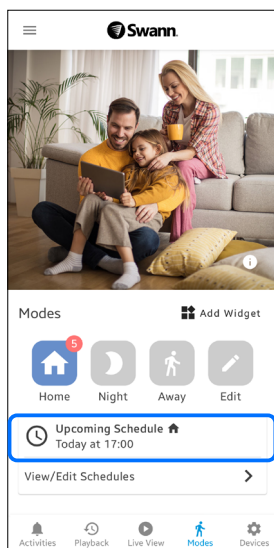 Swann
Modes
Add Widget
5
Home Night Away Edit
Upcoming Schedule
Today at 17:00
View/Edit Schedules
Activities Playback Live View Modes Devices